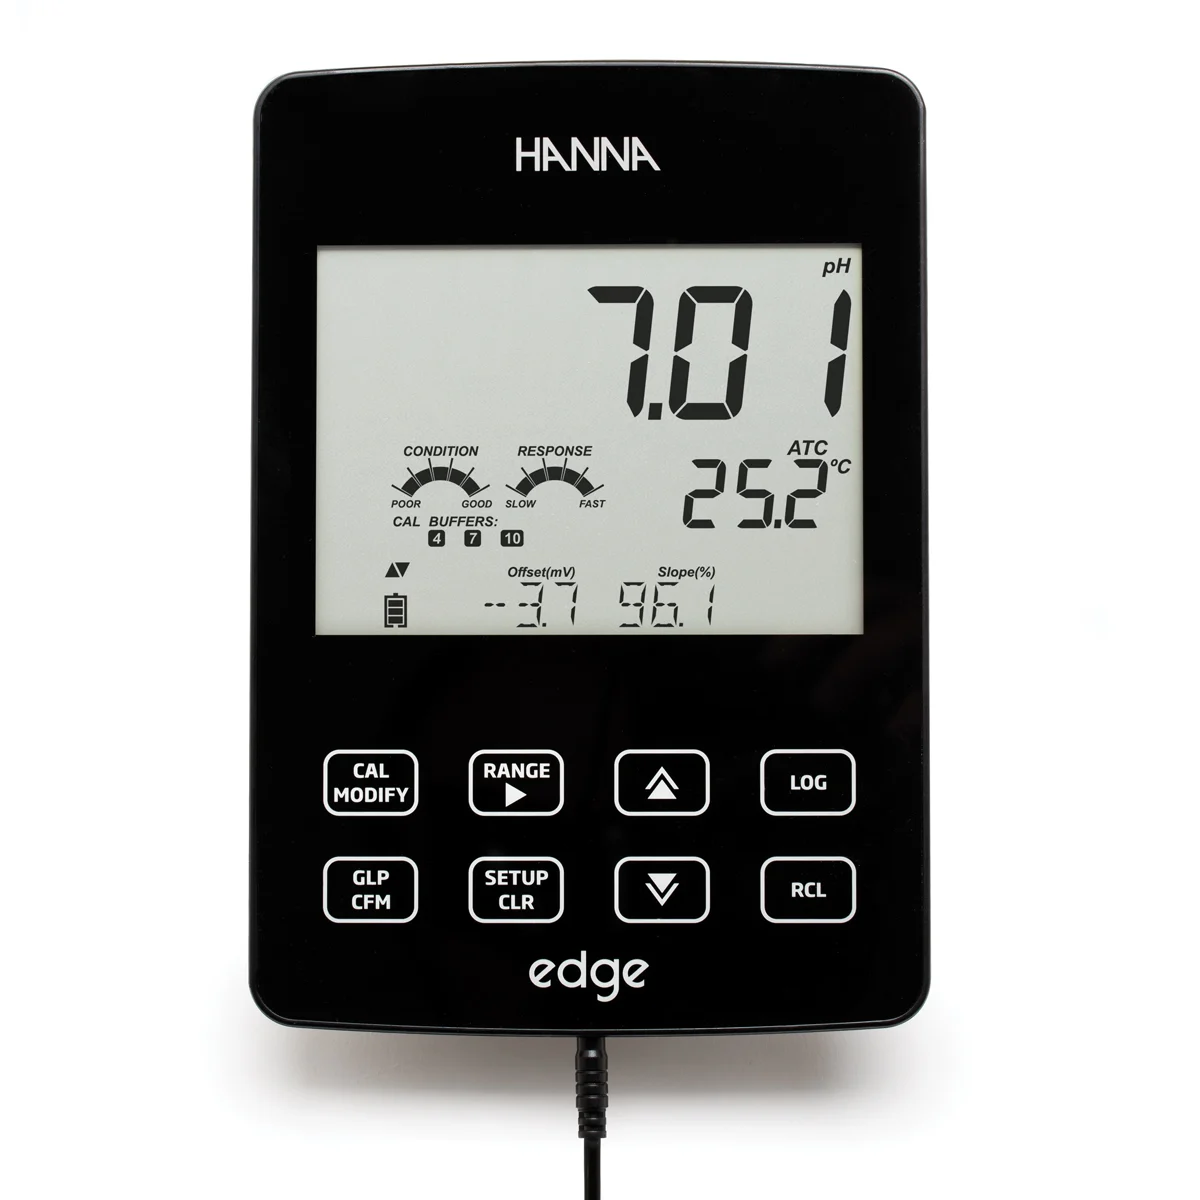 HANNA
pH
7.01
ATC
25.2 °C
CONDITION RESPONSE
POOR GOOD SLOW FAST
CAL BUFFERS:
4 7 10
Offset(mV) Slope(%)
-3.7 96.1
CAL MODIFY
RANGE
LOG
GLP CFM
SETUP CLR
RCL
edge